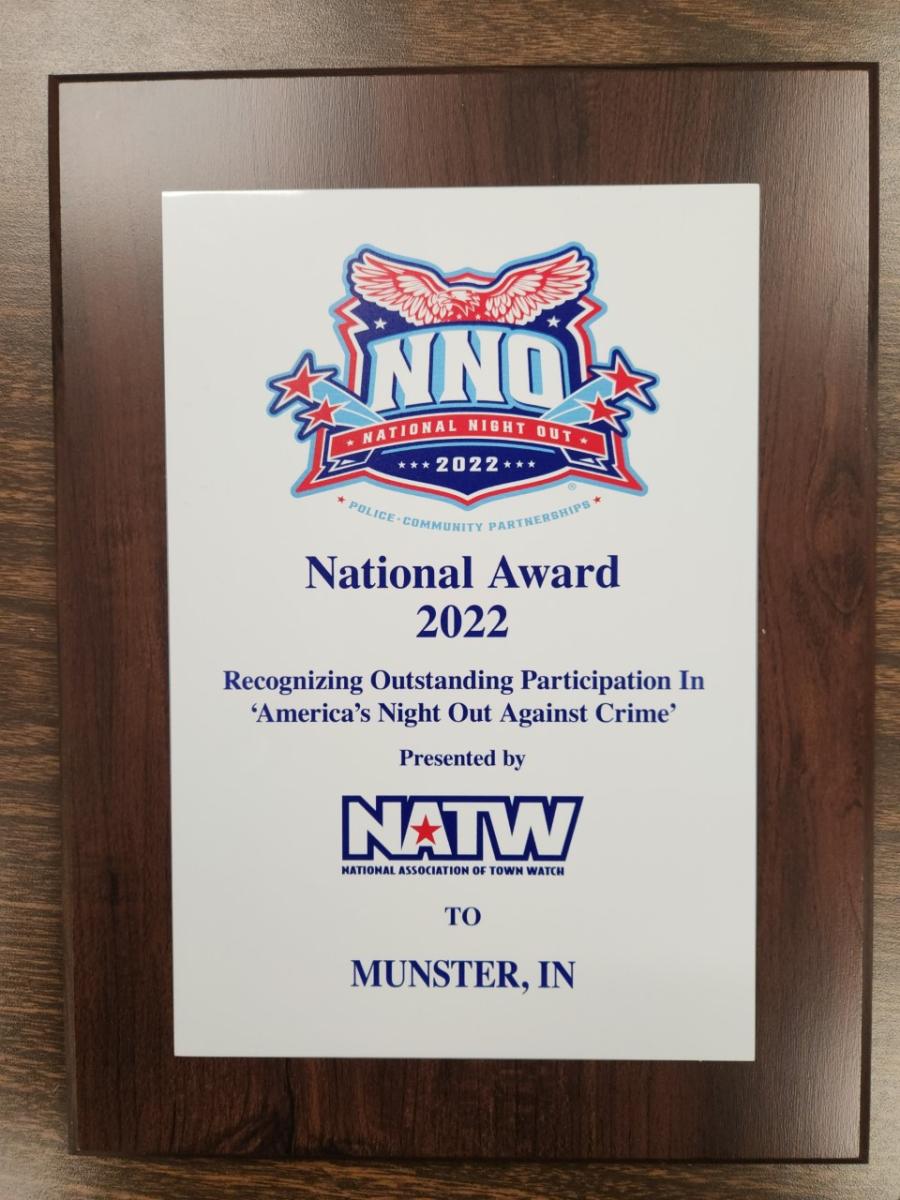 NNO
NATIONAL NIGHT OUT
2022
®
POLICE · COMMUNITY PARTNERSHIPS
National Award
2022
Recognizing Outstanding Participation In
‘America’s Night Out Against Crime’
Presented by
NATW
NATIONAL ASSOCIATION OF TOWN WATCH
TO
MUNSTER, IN